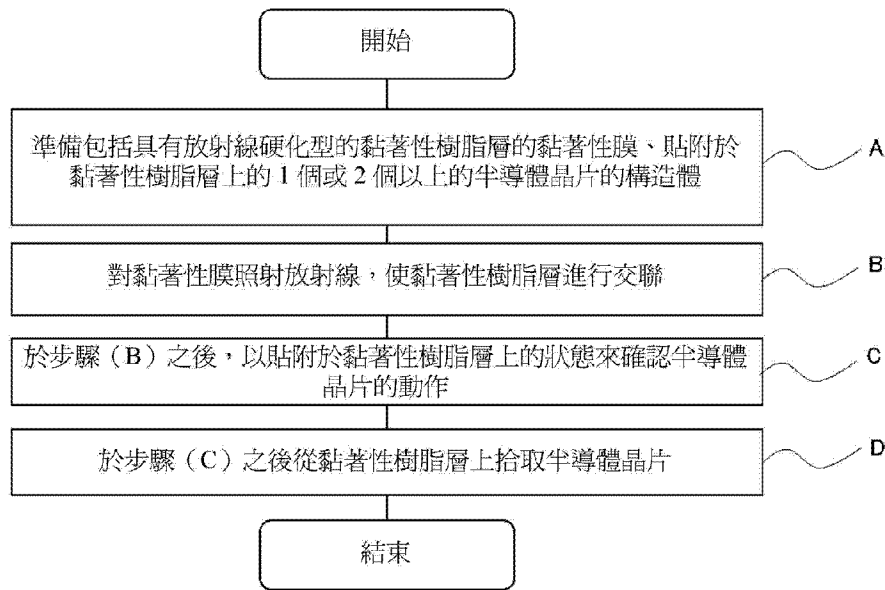 開始
準備包括具有放射線硬化型的黏著性樹脂層的黏著性膜、貼附於
黏著性樹脂層上的1個或2個以上的半導體晶片的構造體
A
對黏著性膜照射放射線，使黏著性樹脂層進行交聯
B
於步驟（B）之後，以貼附於黏著性樹脂層上的狀態來確認半導體
晶片的動作
C
於步驟（C）之後從黏著性樹脂層上拾取半導體晶片
D
結束